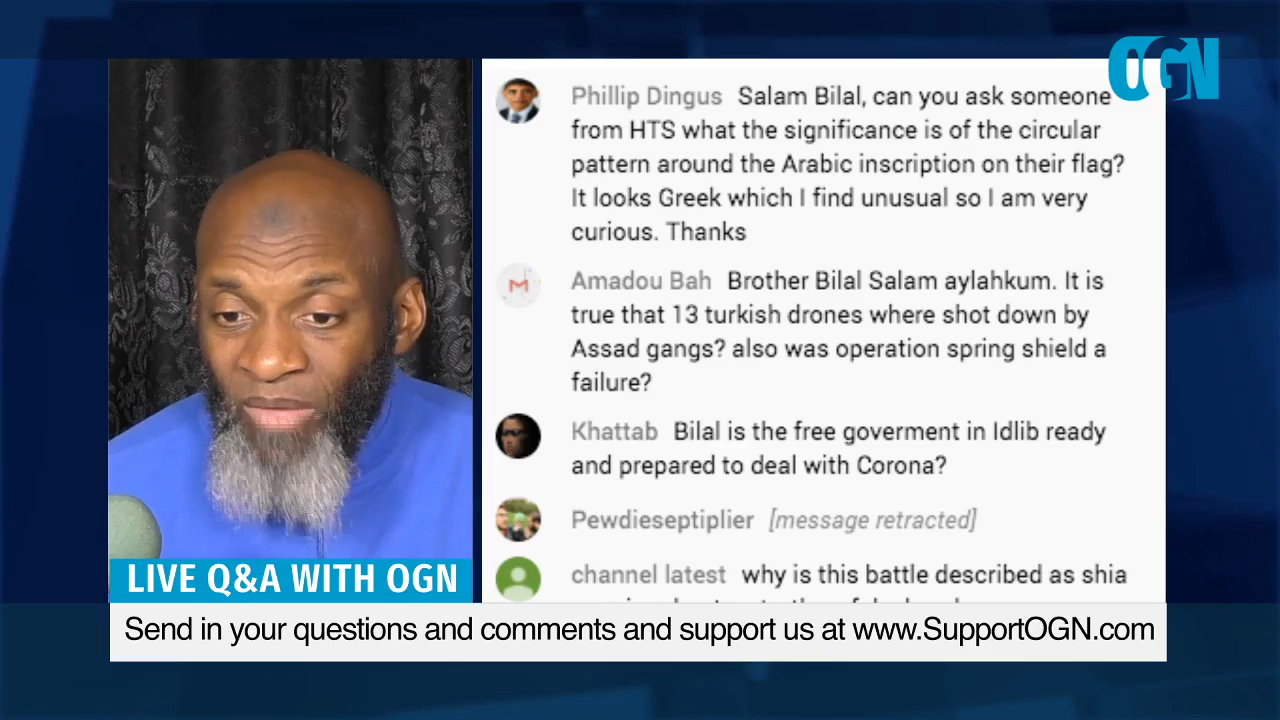 OGN
Phillip Dingus Salam Bilal, can you ask someone
from HTS what the significance is of the circular
pattern around the Arabic inscription on their flag?
It looks Greek which I find unusual so I am very
curious. Thanks
M
Amadou Bah Brother Bilal Salam aylahkum. It is
true that 13 turkish drones where shot down by
Assad gangs? also was operation spring shield a
failure?
Khattab Bilal is the free goverment in Idlib ready
and prepared to deal with Corona?
Pewdieseptiplier [message retracted]
channel latest why is this battle described as shia
LIVE Q&A WITH OGN
Send in your questions and comments and support us at www.SupportOGN.com